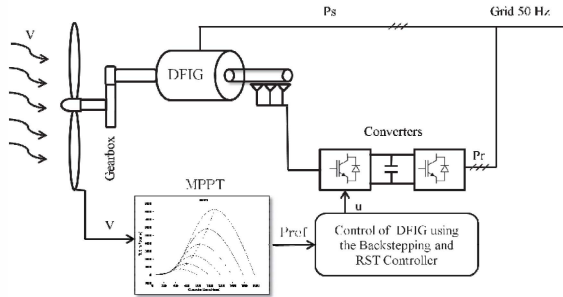 Ps
Grid 50 Hz
V
DFIG
Gearbox
Converters
Pr
MPPT
u
V
Pref
Control of DFIG using
the Backstepping and
RST Controller